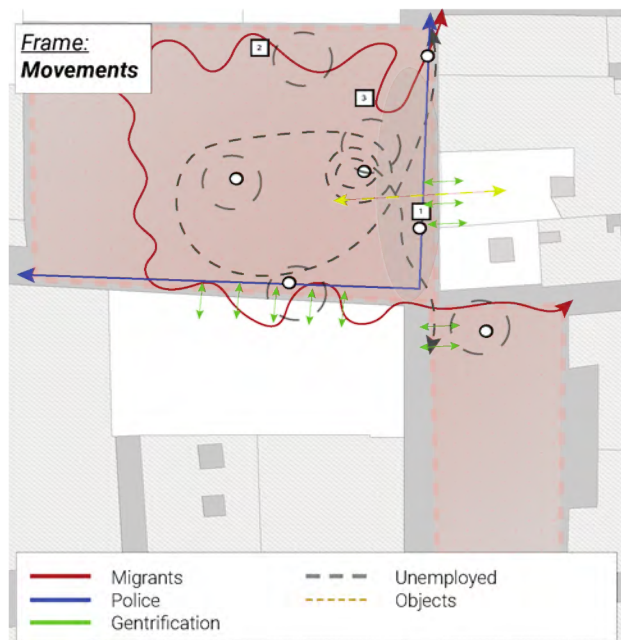 Frame:
Movements
2
3
1
Migrants
Police
Gentrification
Unemployed
Objects